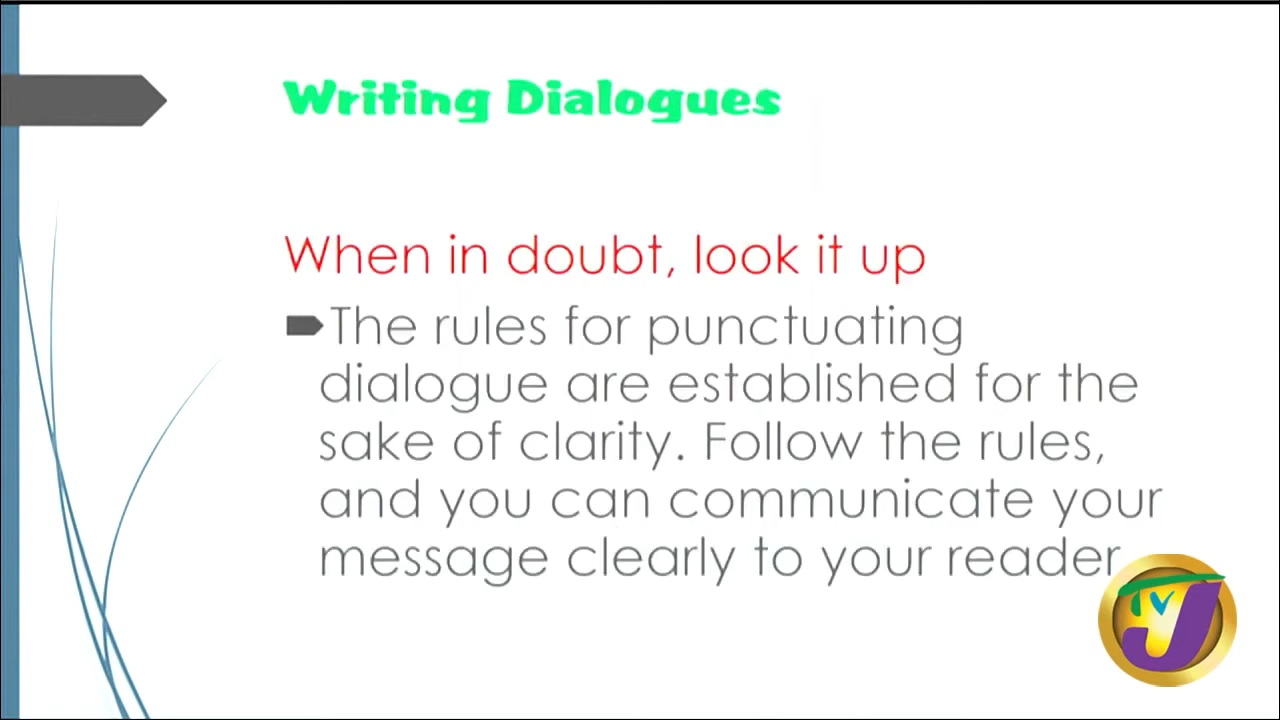 Writing Dialogues
When in doubt, look it up
The rules for punctuating
dialogue are established for the
sake of clarity. Follow the rules,
and you can communicate your
message clearly to your reader
TVJ